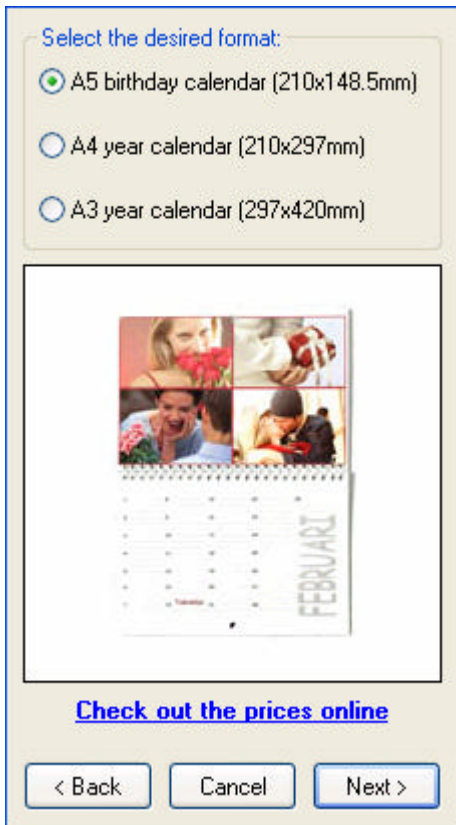 Select the desired format:
A5 birthday calendar (210x148.5mm)
A4 year calendar (210x297mm)
A3 year calendar (297x420mm)
FEBRUARI
Check out the prices online
< Back
Cancel
Next >